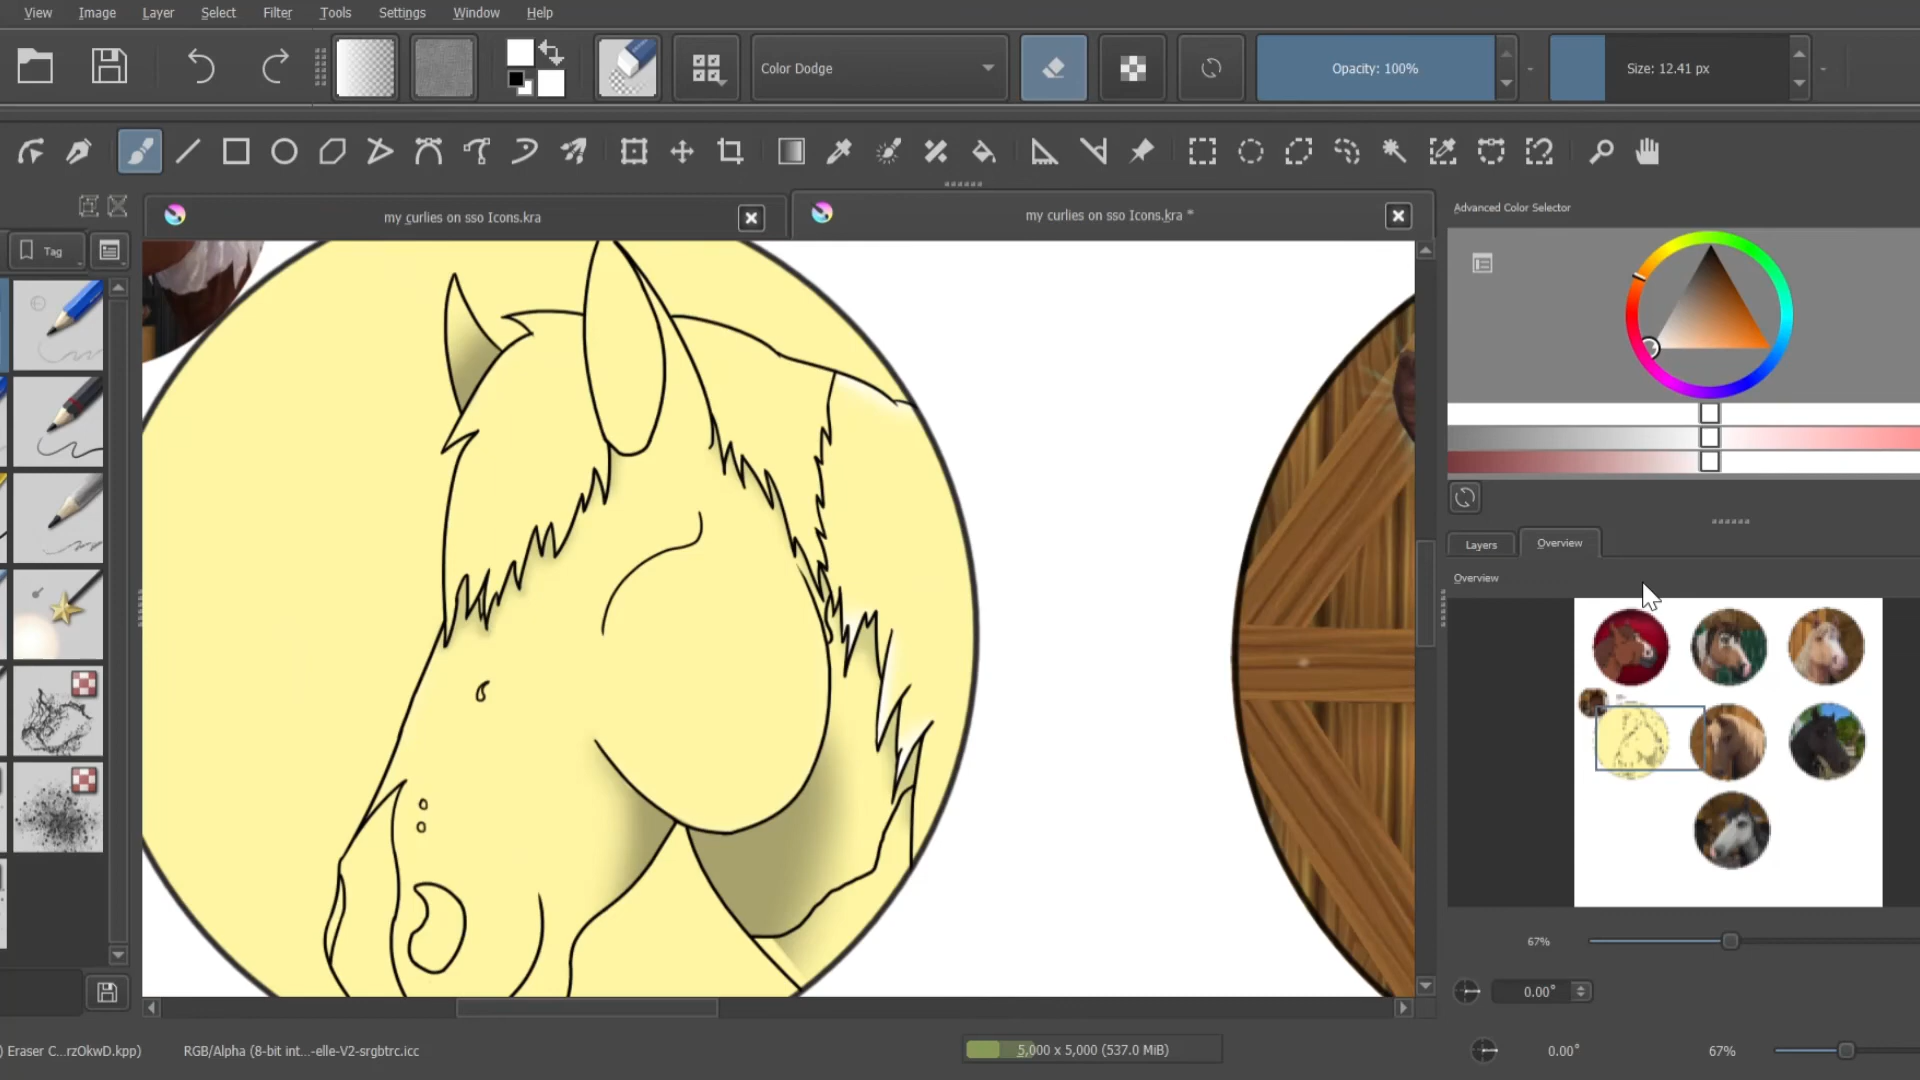 View Image Layer Select Filter Tools Settings Window Help
Color Dodge Opacity: 100% Size: 12.41 px
my curlies on sso Icons.kra my curlies on sso Icons.kra *
Advanced Color Selector
Tag
Layers Overview
Overview
67%
0.00°
) Eraser C...rzOkwD.kpp) RGB/Alpha (8-bit int...-elle-V2-srgbtrc.icc 5,000 x 5,000 (537.0 MiB) 0.00° 67%